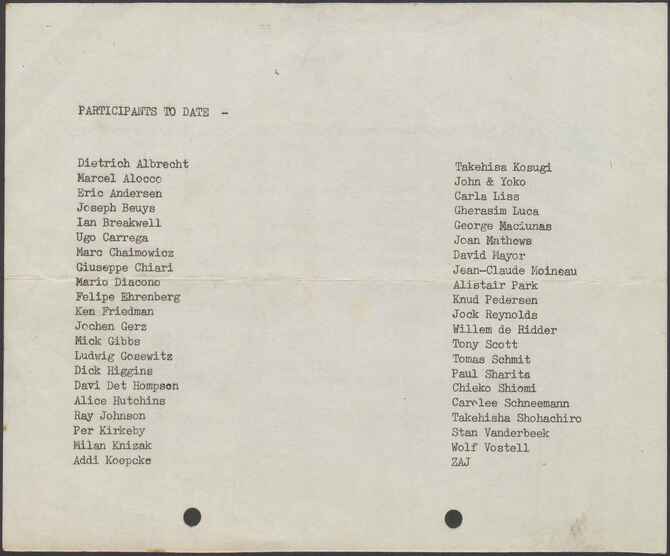 PARTICIPANTS TO DATE -
Dietrich Albrecht
Marcel Alocco
Eric Andersen
Joseph Beuys
Ian Breakwell
Ugo Carrega
Marc Chaimowicz
Giuseppe Chiari
Mario Diacono
Felipe Ehrenberg
Ken Friedman
Jochen Gerz
Mick Gibbs
Ludwig Gosewitz
Dick Higgins
Davi Det Hompson
Alice Hutchins
Ray Johnson
Per Kirkeby
Milan Knizak
Addi Koepcke
Takehisa Kosugi
John & Yoko
Carla Liss
Gherasim Luca
George Maciunas
Joan Mathews
David Mayor
Jean-Claude Moineau
Alistair Park
Knud Pedersen
Jock Reynolds
Willem de Ridder
Tony Scott
Tomas Schmit
Paul Sharits
Chieko Shiomi
Carolee Schneemann
Takehisha Shohachiro
Stan Vanderbeek
Wolf Vostell
ZAJ